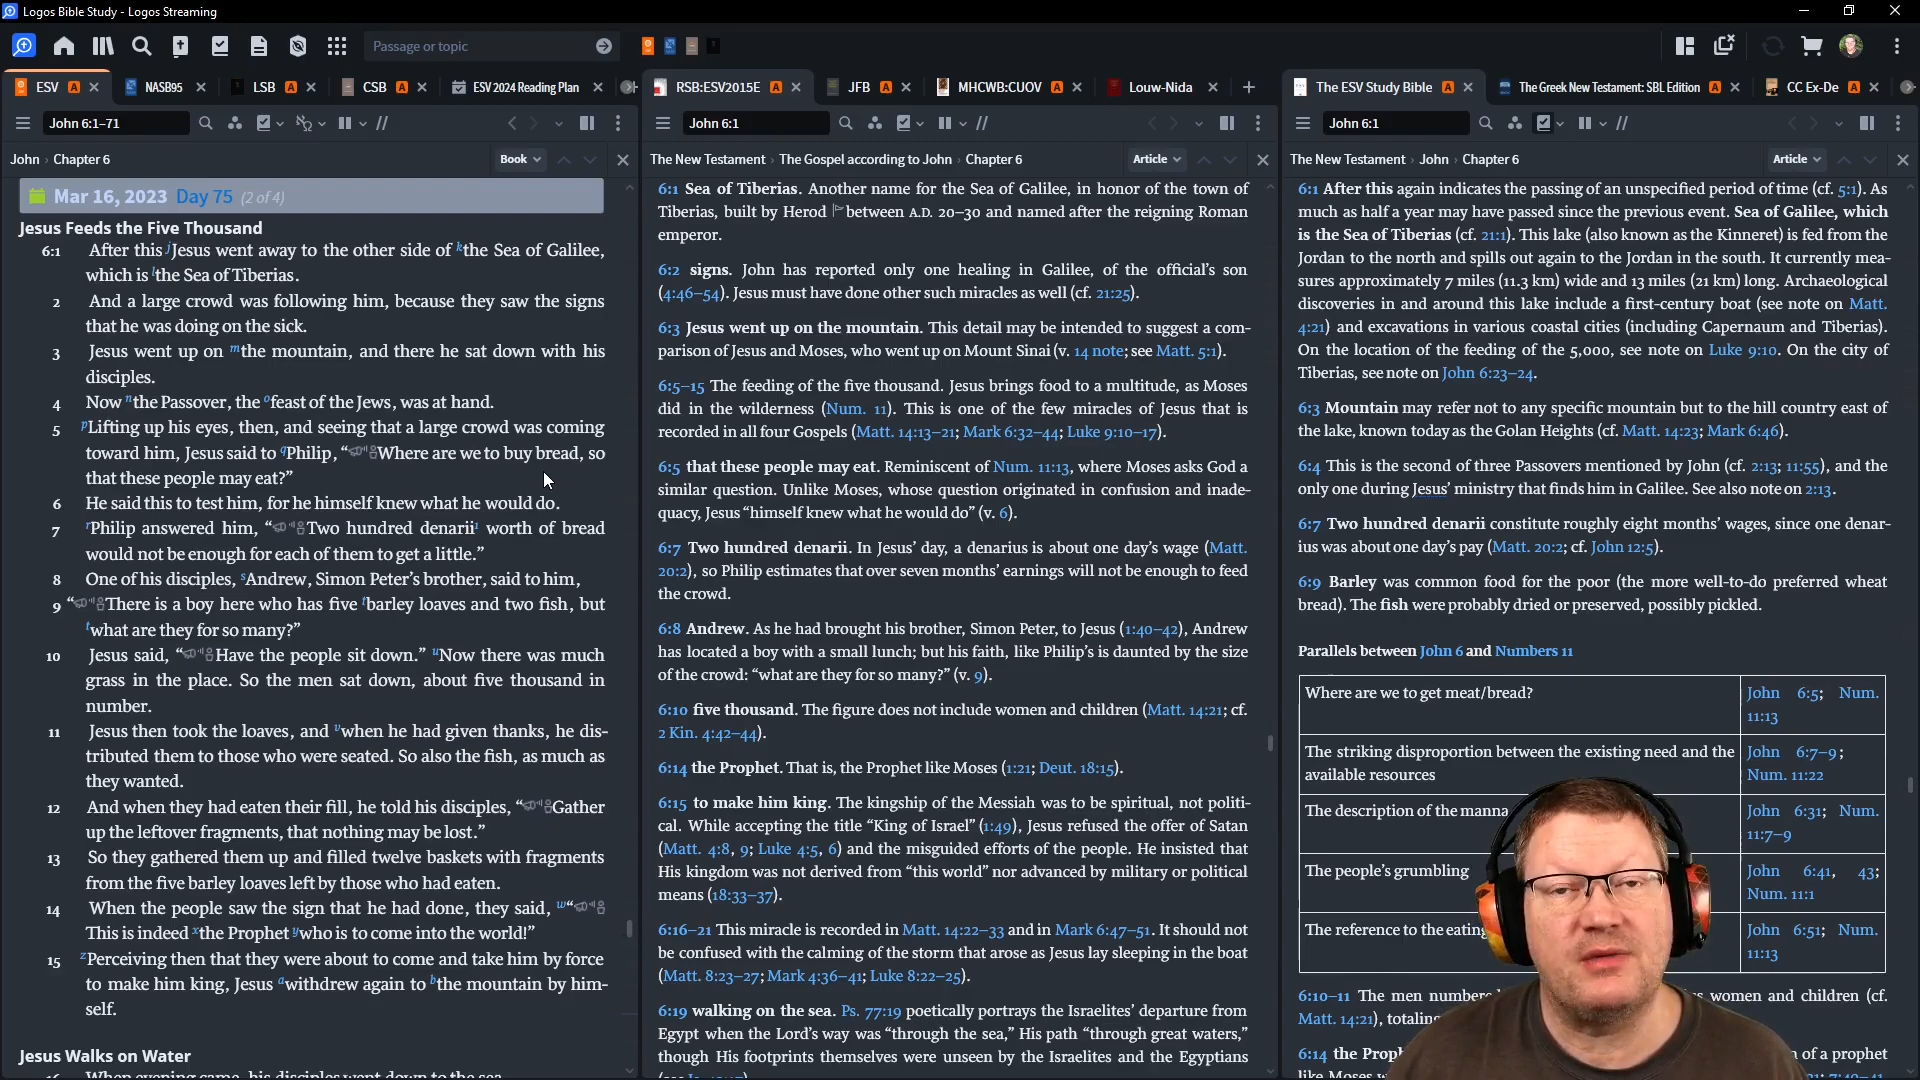 Logos Bible Study - Logos Streaming
Passage or topic
ESV A
NASB95
LSB A
CSB A
ESV 2024 Reading Plan
John 6:1–71
John › Chapter 6
Book
Mar 16, 2023 Day 75 (2 of 4)
Jesus Feeds the Five Thousand
6:1 After this jJesus went away to the other side of kthe Sea of Galilee,
which is lthe Sea of Tiberias.
2 And a large crowd was following him, because they saw the signs
that he was doing on the sick.
3 Jesus went up on mthe mountain, and there he sat down with his
disciples.
4 Now nthe Passover, the ofeast of the Jews, was at hand.
5 pLifting up his eyes, then, and seeing that a large crowd was coming
toward him, Jesus said to qPhilip, “Where are we to buy bread, so
that these people may eat?”
6 He said this to test him, for he himself knew what he would do.
7 rPhilip answered him, “Two hundred denarii1 worth of bread
would not be enough for each of them to get a little.”
8 One of his disciples, sAndrew, Simon Peter’s brother, said to him,
9 “There is a boy here who has five tbarley loaves and two fish, but
twhat are they for so many?”
10 Jesus said, “Have the people sit down.” uNow there was much
grass in the place. So the men sat down, about five thousand in
number.
11 Jesus then took the loaves, and vwhen he had given thanks, he dis-
tributed them to those who were seated. So also the fish, as much as
they wanted.
12 And when they had eaten their fill, he told his disciples, “Gather
up the leftover fragments, that nothing may be lost.”
13 So they gathered them up and filled twelve baskets with fragments
from the five barley loaves left by those who had eaten.
14 When the people saw the sign that he had done, they said, w“
This is indeed xthe Prophet ywho is to come into the world!”
15 zPerceiving then that they were about to come and take him by force
to make him king, Jesus awithdrew again to bthe mountain by him-
self.
Jesus Walks on Water
When evening came, his disciples went down to the sea
RSB:ESV2015E A
JFB A
MHCWB:CUOV A
Louw-Nida
John 6:1
The New Testament › The Gospel according to John › Chapter 6
Article
6:1 Sea of Tiberias. Another name for the Sea of Galilee, in honor of the town of
Tiberias, built by Herod between A.D. 20–30 and named after the reigning Roman
emperor.
6:2 signs. John has reported only one healing in Galilee, of the official’s son
(4:46–54). Jesus must have done other such miracles as well (cf. 21:25).
6:3 Jesus went up on the mountain. This detail may be intended to suggest a com-
parison of Jesus and Moses, who went up on Mount Sinai (v. 14 note; see Matt. 5:1).
6:5–15 The feeding of the five thousand. Jesus brings food to a multitude, as Moses
did in the wilderness (Num. 11). This is one of the few miracles of Jesus that is
recorded in all four Gospels (Matt. 14:13–21; Mark 6:32–44; Luke 9:10–17).
6:5 that these people may eat. Reminiscent of Num. 11:13, where Moses asks God a
similar question. Unlike Moses, whose question originated in confusion and inade-
quacy, Jesus “himself knew what he would do” (v. 6).
6:7 Two hundred denarii. In Jesus’ day, a denarius is about one day’s wage (Matt.
20:2), so Philip estimates that over seven months’ earnings will not be enough to feed
the crowd.
6:8 Andrew. As he had brought his brother, Simon Peter, to Jesus (1:40–42), Andrew
has located a boy with a small lunch; but his faith, like Philip’s is daunted by the size
of the crowd: “what are they for so many?” (v. 9).
6:10 five thousand. The figure does not include women and children (Matt. 14:21; cf.
2 Kin. 4:42–44).
6:14 the Prophet. That is, the Prophet like Moses (1:21; Deut. 18:15).
6:15 to make him king. The kingship of the Messiah was to be spiritual, not politi-
cal. While accepting the title “King of Israel” (1:49), Jesus refused the offer of Satan
(Matt. 4:8, 9; Luke 4:5, 6) and the misguided efforts of the people. He insisted that
His kingdom was not derived from “this world” nor advanced by military or political
means (18:33–37).
6:16–21 This miracle is recorded in Matt. 14:22–33 and in Mark 6:47–51. It should not
be confused with the calming of the storm that arose as Jesus lay sleeping in the boat
(Matt. 8:23–27; Mark 4:36–41; Luke 8:22–25).
6:19 walking on the sea. Ps. 77:19 poetically portrays the Israelites’ departure from
Egypt when the Lord’s way was “through the sea,” His path “through great waters,”
though His footprints themselves were unseen by the Israelites and the Egyptians
The ESV Study Bible A
The Greek New Testament: SBL Edition A
CC Ex-De A
John 6:1
The New Testament › John › Chapter 6
Article
6:1 After this again indicates the passing of an unspecified period of time (cf. 5:1). As
much as half a year may have passed since the previous event. Sea of Galilee, which
is the Sea of Tiberias (cf. 21:1). This lake (also known as the Kinneret) is fed from the
Jordan to the north and spills out again to the Jordan in the south. It currently mea-
sures approximately 7 miles (11.3 km) wide and 13 miles (21 km) long. Archaeological
discoveries in and around this lake include a first-century boat (see note on Matt.
4:21) and excavations in various coastal cities (including Capernaum and Tiberias).
On the location of the feeding of the 5,000, see note on Luke 9:10. On the city of
Tiberias, see note on John 6:23–24.
6:3 Mountain may refer not to any specific mountain but to the hill country east of
the lake, known today as the Golan Heights (cf. Matt. 14:23; Mark 6:46).
6:4 This is the second of three Passovers mentioned by John (cf. 2:13; 11:55), and the
only one during Jesus’ ministry that finds him in Galilee. See also note on 2:13.
6:7 Two hundred denarii constitute roughly eight months’ wages, since one denar-
ius was about one day’s pay (Matt. 20:2; cf. John 12:5).
6:9 Barley was common food for the poor (the more well-to-do preferred wheat
bread). The fish were probably dried or preserved, possibly pickled.
Parallels between John 6 and Numbers 11
Where are we to get meat/bread? John 6:5; Num.
11:13
The striking disproportion between the existing need and the John 6:7–9;
available resources Num. 11:22
The description of the manna John 6:31; Num.
11:7–9
The people’s grumbling John 6:41, 43;
Num. 11:1
The reference to the eating John 6:51; Num.
11:13
6:10–11 The men number women and children (cf.
Matt. 14:21), totaling
6:14 the Proph n of a prophet
like Moses